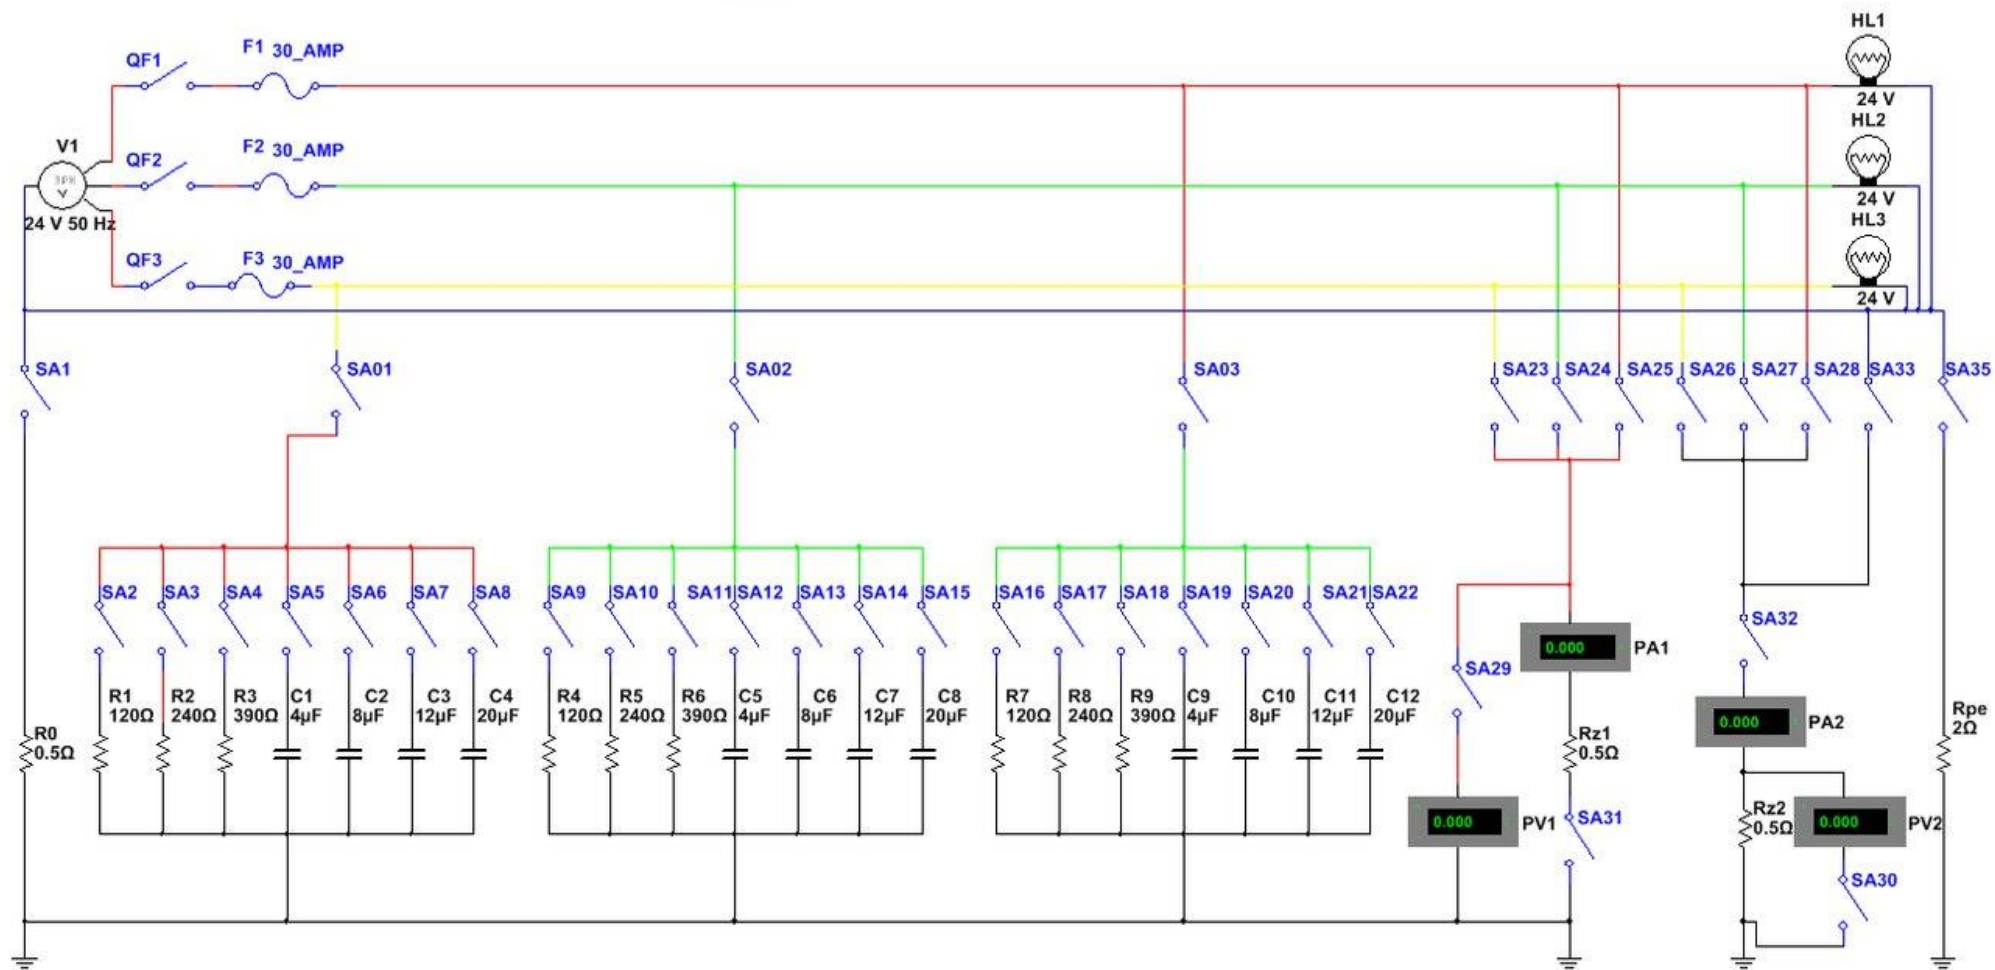 HL1
F1 30_AMP
QF1
24 V
HL2
V1
F2 30_AMP
QF2
3PH
24 V
24 V 50 Hz
HL3
F3 30_AMP
QF3
24 V
SA1
SA01
SA02
SA03
SA23 SA24 SA25 SA26 SA27 SA28 SA33 SA35
SA2 SA3 SA4 SA5 SA6 SA7 SA8
SA9 SA10 SA11 SA12 SA13 SA14 SA15
SA16 SA17 SA18 SA19 SA20 SA21 SA22
SA32
0.000 PA1
SA29
R1 R2 R3 C1 C2 C3 C4
120Ω 240Ω 390Ω 4µF 8µF 12µF 20µF
R4 R5 R6 C5 C6 C7 C8
120Ω 240Ω 390Ω 4µF 8µF 12µF 20µF
R7 R8 R9 C9 C10 C11 C12
120Ω 240Ω 390Ω 4µF 8µF 12µF 20µF
0.000 PA2
Rpe
2Ω
R0
0.5Ω
Rz1
0.5Ω
0.000 PV1
SA31
Rz2
0.5Ω
0.000 PV2
SA30